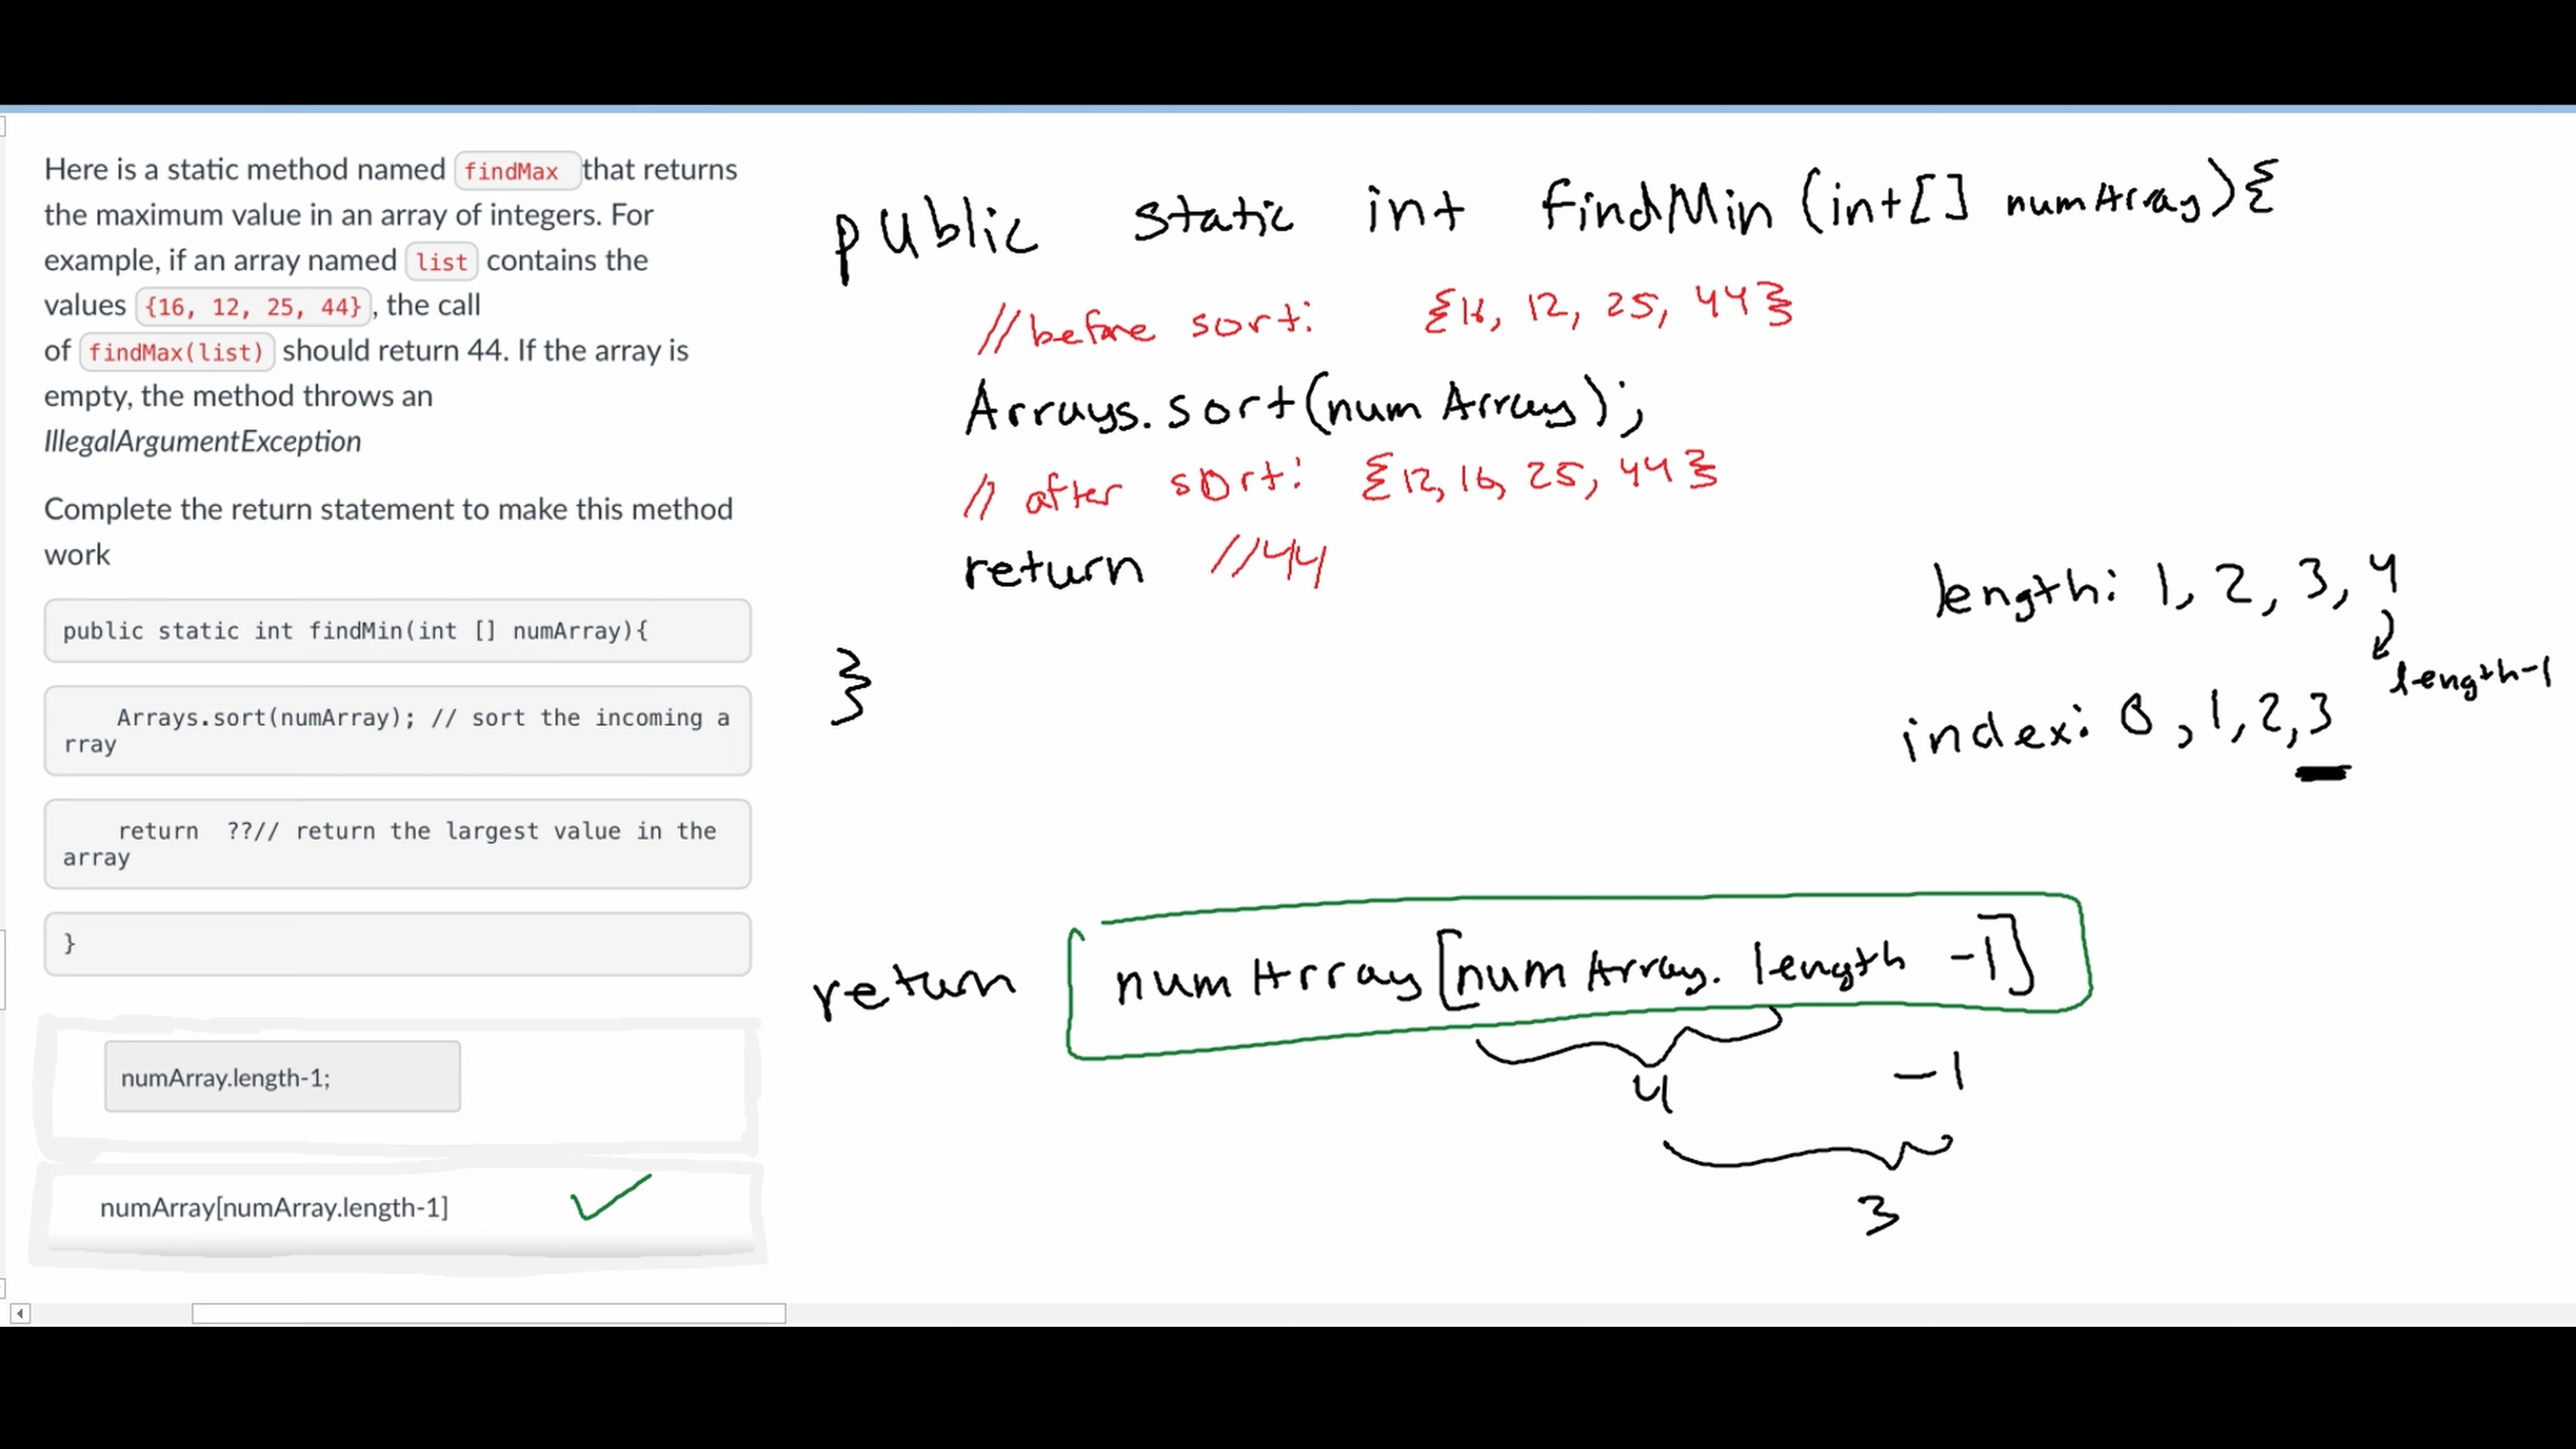 Here is a static method named findMax that returns
the maximum value in an array of integers. For
example, if an array named list contains the
values {16, 12, 25, 44}, the call
of findMax(list) should return 44. If the array is
empty, the method throws an
IllegalArgumentException
Complete the return statement to make this method
work
public static int findMin(int [] numArray){
Arrays.sort(numArray); // sort the incoming a
rray
return ??// return the largest value in the
array
}
numArray.length-1;
numArray[numArray.length-1]
public static int findMin(int[] numArray){
//before sort: {16, 12, 25, 44}
Arrays.sort(numArray);
// after sort: {12, 16, 25, 44}
return //44
}
length: 1, 2, 3, 4
length-1
index: 0, 1, 2, 3
return numArray[numArray.length -1]
4 -1
3